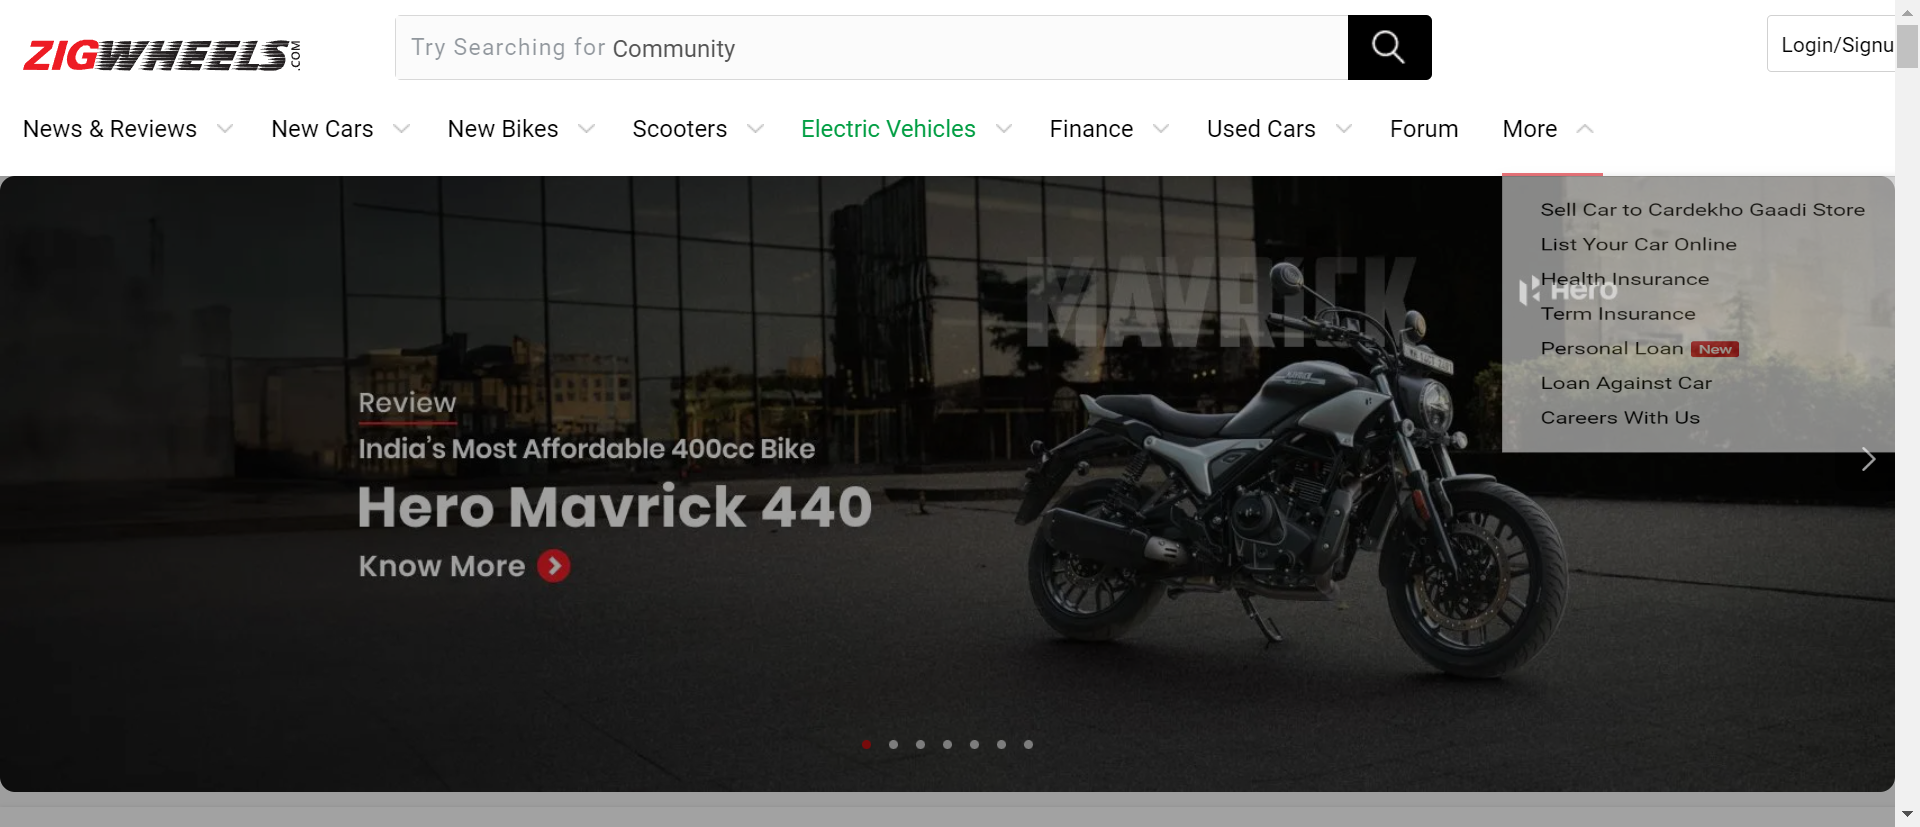 ZIGWHEELS.COM
Try Searching for Community
Login/Signu
News & Reviews
New Cars
New Bikes
Scooters
Electric Vehicles
Finance
Used Cars
Forum
More
Sell Car to Cardekho Gaadi Store
List Your Car Online
Health Insurance
Term Insurance
Personal Loan New
Loan Against Car
Careers With Us
Hero
MAVRICK
Review
India's Most Affordable 400cc Bike
Hero Mavrick 440
Know More